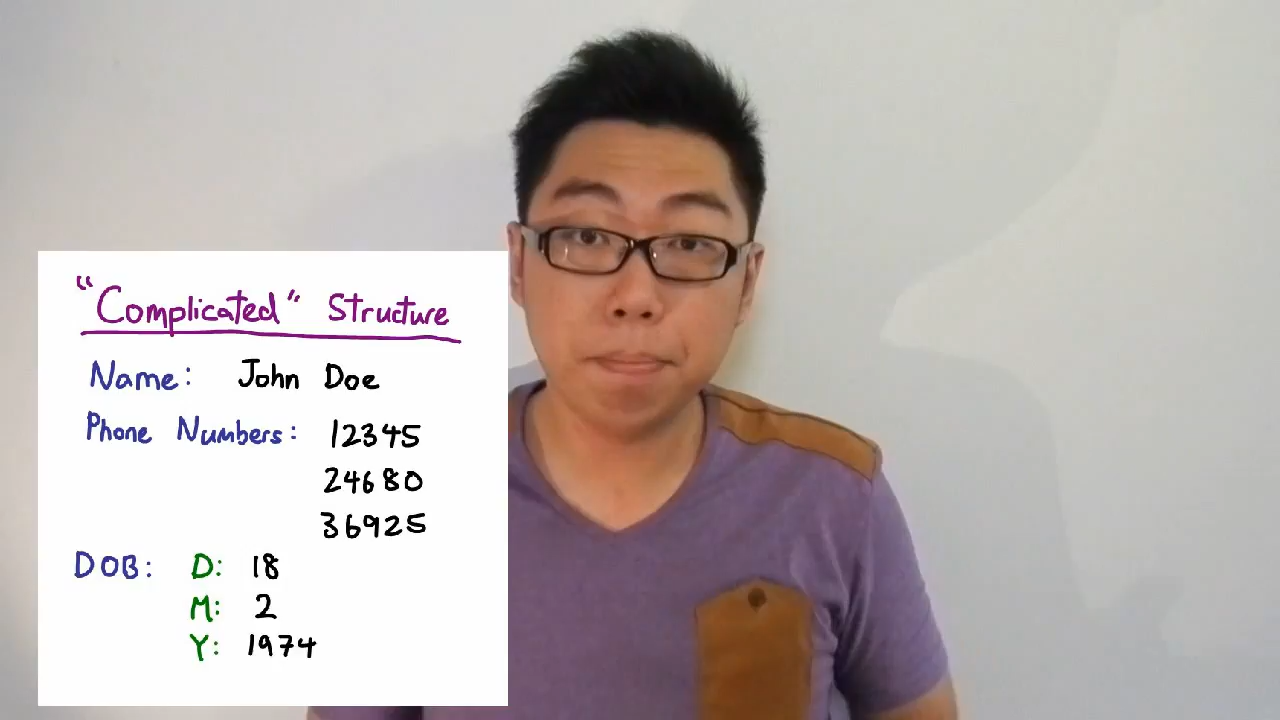 "Complicated" Structure
Name: John Doe
Phone Numbers: 12345
24680
36925
DOB: D: 18
M: 2
Y: 1974